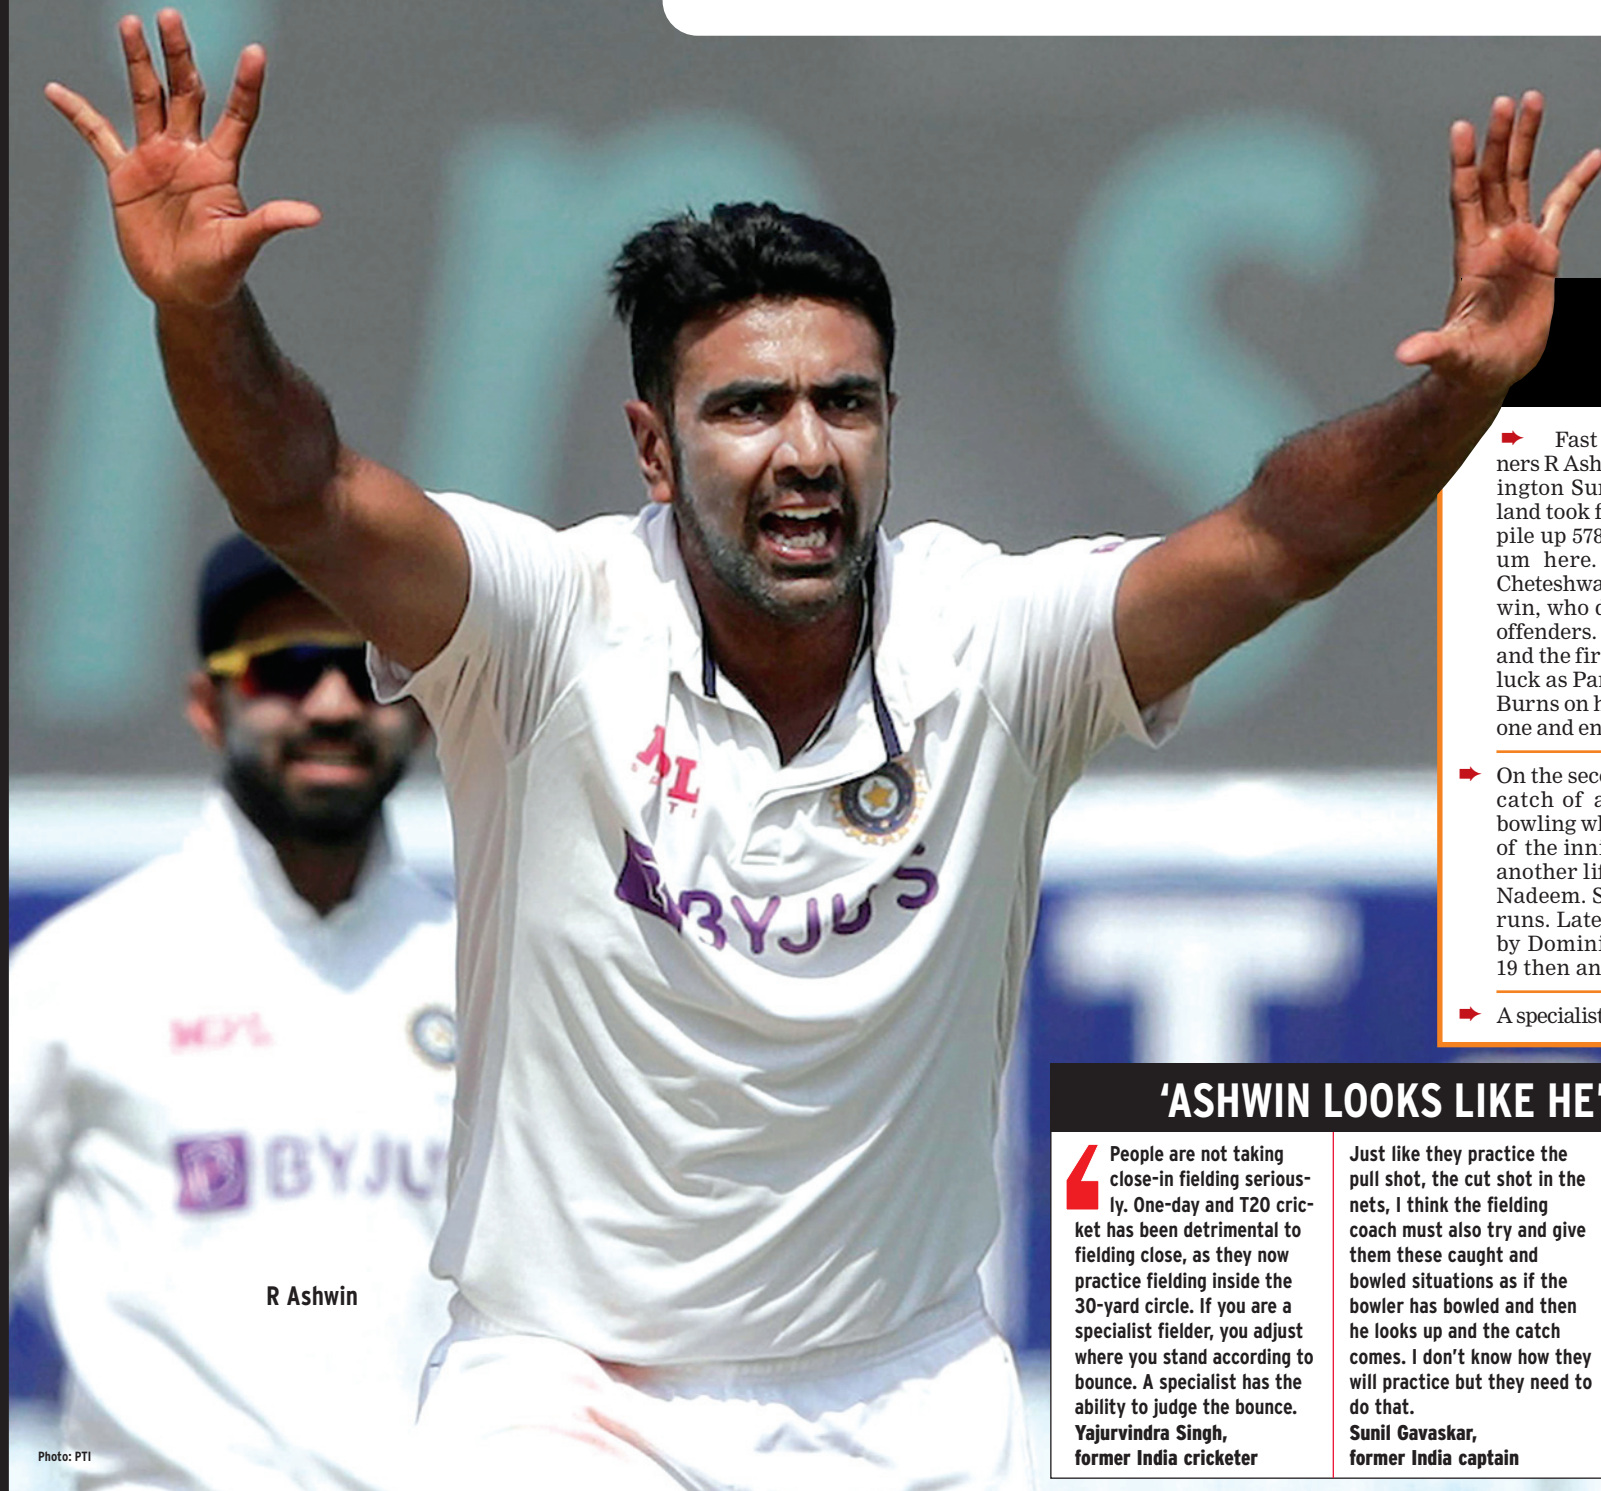 Fast
ners R Ash
ington Su
land took f
pile up 578
um here.
Cheteshwa
win, who
offenders.
and the fir
luck as Pa
Burns on h
one and en
On the sec
catch of a
bowling w
of the inn
another li
Nadeem. S
runs. Late
by Domini
19 then an
A specialist
BYJU'S
BYJU
R Ashwin
Photo: PTI
'ASHWIN LOOKS LIKE HE'
People are not taking
close-in fielding serious-
ly. One-day and T20 cric-
ket has been detrimental to
fielding close, as they now
practice fielding inside the
30-yard circle. If you are a
specialist fielder, you adjust
where you stand according to
bounce. A specialist has the
ability to judge the bounce.
Yajurvindra Singh,
former India cricketer
Just like they practice the
pull shot, the cut shot in the
nets, I think the fielding
coach must also try and give
them these caught and
bowled situations as if the
bowler has bowled and then
he looks up and the catch
comes. I don't know how they
will practice but they need to
do that.
Sunil Gavaskar,
former India captain